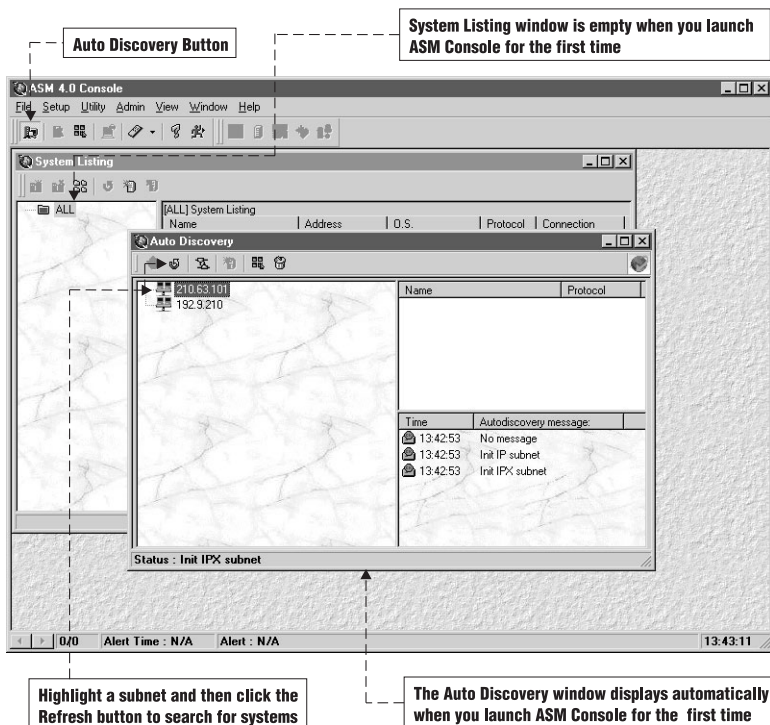 Auto Discovery Button
System Listing window is empty when you launch
ASM Console for the first time
ASM 4.0 Console
File Setup Utility Admin View Window Help
System Listing
ALL
[ALL] System Listing
Name Address O.S. Protocol Connection
Auto Discovery
210.63.101
192.9.210
Name Protocol
Time Autodiscovery message:
13:42:53 No message
13:42:53 Init IP subnet
13:42:53 Init IPX subnet
Status : Init IPX subnet
0/0 Alert Time : N/A Alert : N/A 13:43:11
Highlight a subnet and then click the
Refresh button to search for systems
The Auto Discovery window displays automatically
when you launch ASM Console for the first time